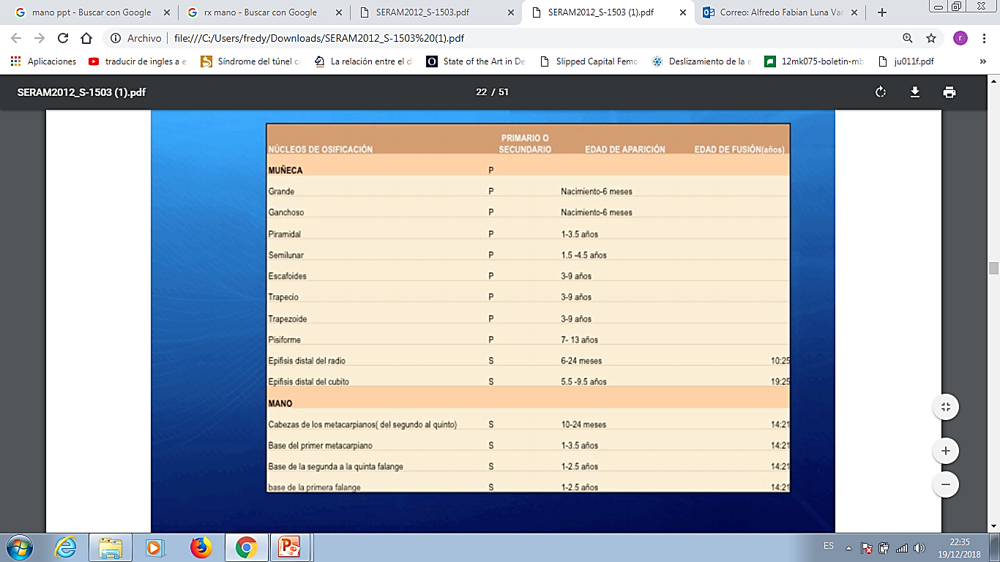 mano ppt - Buscar con Google
rx mano - Buscar con Google
SERAM2012_S-1503.pdf
SERAM2012_S-1503 (1).pdf
Correo: Alfredo Fabian Luna Var
Archivo
file:///C:/Users/fredy/Downloads/SERAM2012_S-1503%20(1).pdf
r
Aplicaciones
traducir de ingles a e
Síndrome del túnel c
La relación entre el d
State of the Art in De
Slipped Capital Femo
Deslizamiento de la e
12mk075-boletin-mb
ju011f.pdf
»
SERAM2012_S-1503 (1).pdf
22 / 51
NÚCLEOS DE OSIFICACIÓN PRIMARIO O SECUNDARIO EDAD DE APARICIÓN EDAD DE FUSIÓN(años)
MUÑECA P
Grande P Nacimiento-6 meses
Ganchoso P Nacimiento-6 meses
Piramidal P 1-3.5 años
Semilunar P 1.5 -4.5 años
Escafoides P 3-9 años
Trapecio P 3-9 años
Trapezoide P 3-9 años
Pisiforme P 7- 13 años
Epifisis distal del radio S 6-24 meses 10:25
Epifisis distal del cubito S 5.5 -9.5 años 19:25
MANO
Cabezas de los metacarpianos( del segundo al quinto) S 10-24 meses 14:21
Base del primer metacarpiano S 1-3.5 años 14:21
Base de la segunda a la quinta falange S 1-2.5 años 14:21
base de la primera falange S 1-2.5 años 14:21
ES
22:35
19/12/2018